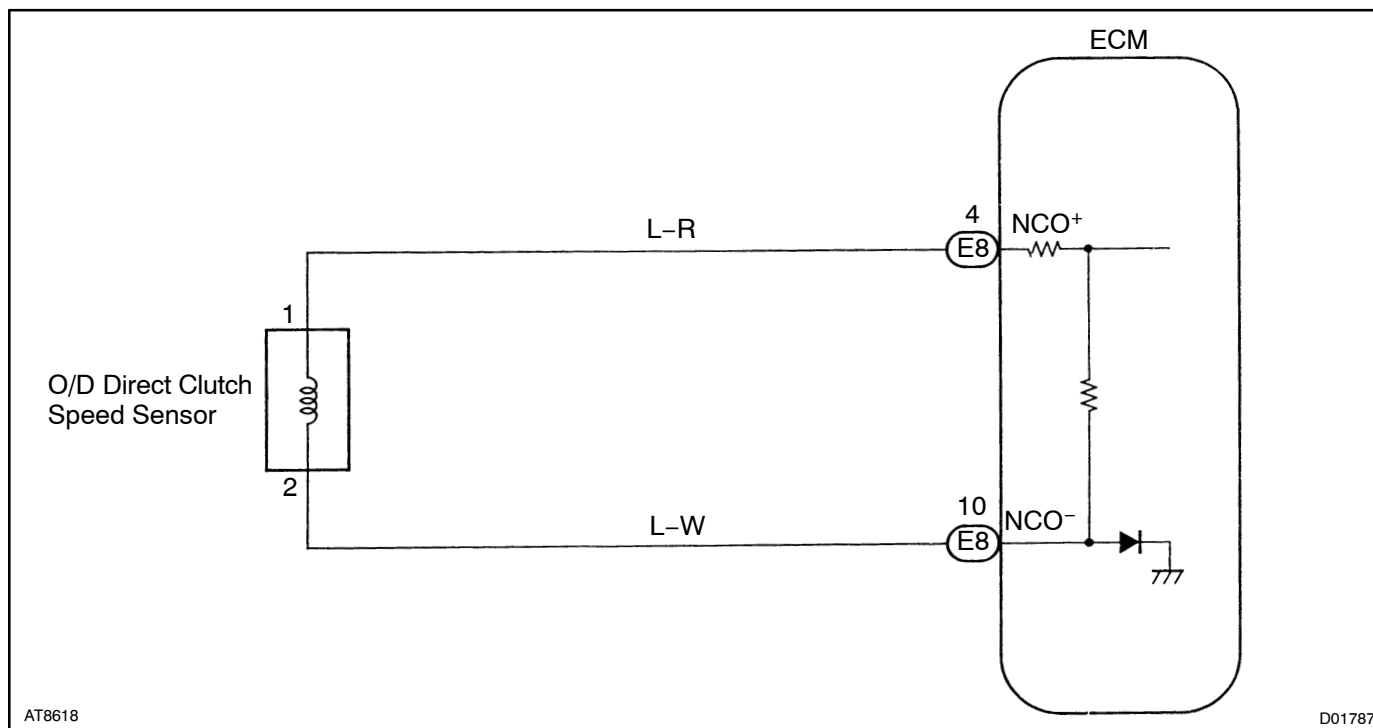 ECM
4
NCO+
L−R
E8
1
O/D Direct Clutch
Speed Sensor
2
10
NCO−
L−W
E8
AT8618
D01787